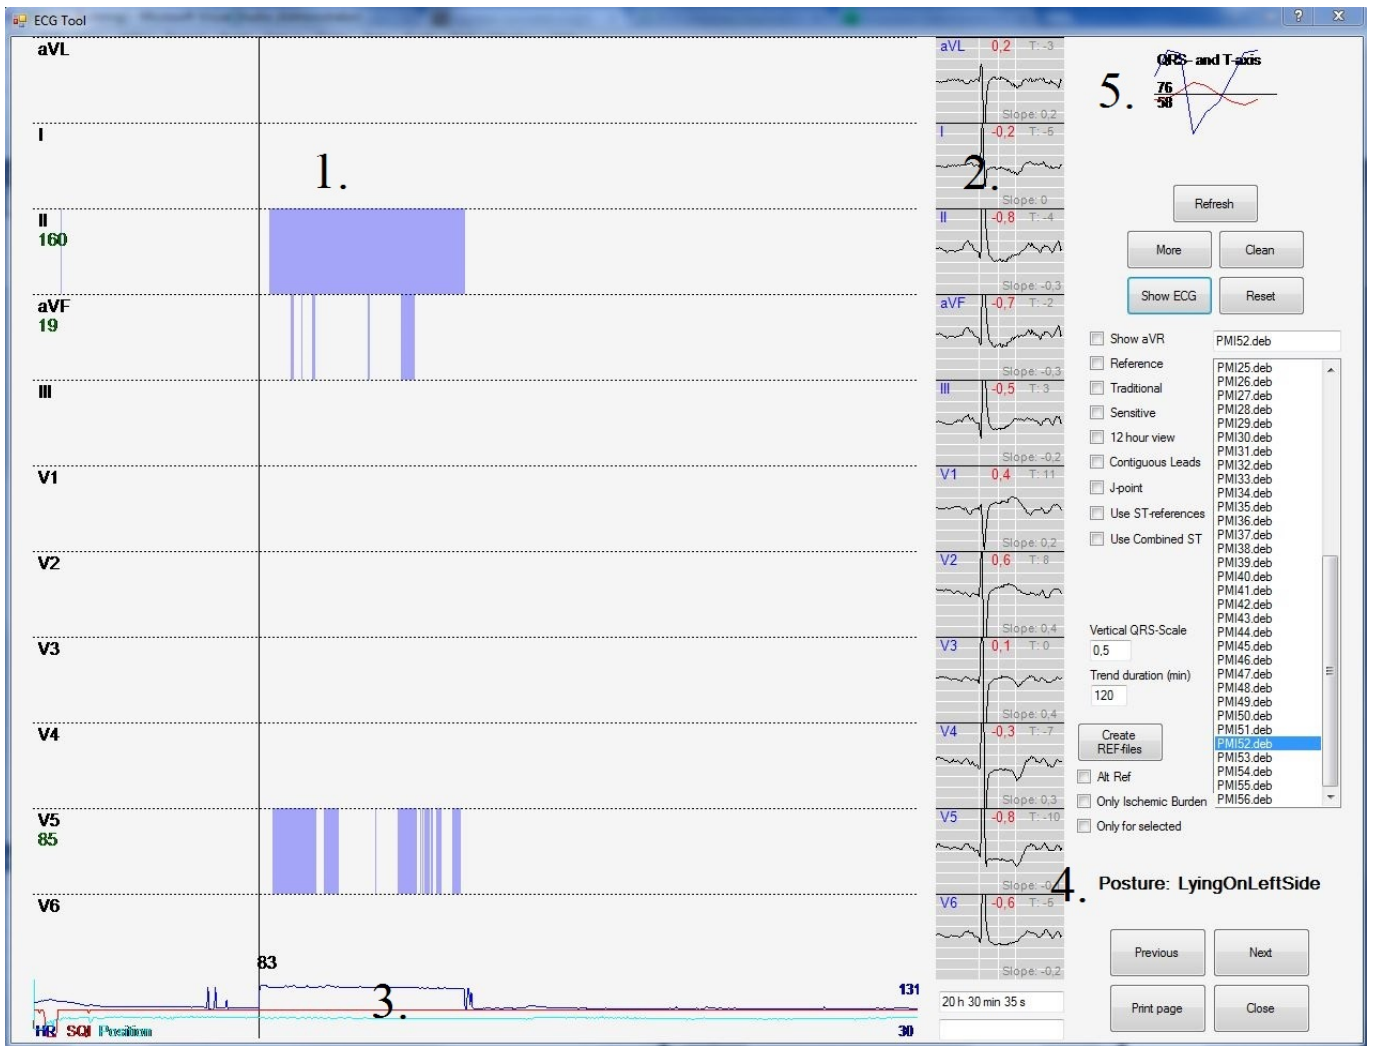 ECG Tool
aVL
I
1.
II
160
aVF
19
III
V1
V2
V3
V4
V5
85
V6
83
3.
131
HR SQI Position
30
aVL 0,2 T: -3
Slope: 0,2
I -0,2 T: -5
2.
Slope: 0
II -0,8 T: -4
Slope: -0,3
aVF -0,7 T: -2
Slope: -0,3
III -0,5 T: 3
Slope: -0,2
V1 0,4 T: 11
Slope: 0,2
V2 0,6 T: 8
Slope: 0,4
V3 0,1 T: 0
Slope: 0,4
V4 -0,3 T: -7
Slope: 0,3
V5 -0,8 T: -10
V6 -0,6 T: -5
Slope: -0,2
20 h 30 min 35 s
QRS- and T-axis
5.
76
58
Refresh
More Clean
Show ECG Reset
Show aVR
Reference
Traditional
Sensitive
12 hour view
Contiguous Leads
J-point
Use ST-references
Use Combined ST
Vertical QRS-Scale
0,5
Trend duration (min)
120
Create
REF-files
Alt Ref
Only Ischemic Burden
Only for selected
PMI52.deb
PMI25.deb
PMI26.deb
PMI27.deb
PMI28.deb
PMI29.deb
PMI30.deb
PMI31.deb
PMI32.deb
PMI33.deb
PMI34.deb
PMI35.deb
PMI36.deb
PMI37.deb
PMI38.deb
PMI39.deb
PMI40.deb
PMI41.deb
PMI42.deb
PMI43.deb
PMI44.deb
PMI45.deb
PMI46.deb
PMI47.deb
PMI48.deb
PMI49.deb
PMI50.deb
PMI51.deb
PMI52.deb
PMI53.deb
PMI54.deb
PMI55.deb
PMI56.deb
4. Posture: LyingOnLeftSide
Previous Next
Print page Close